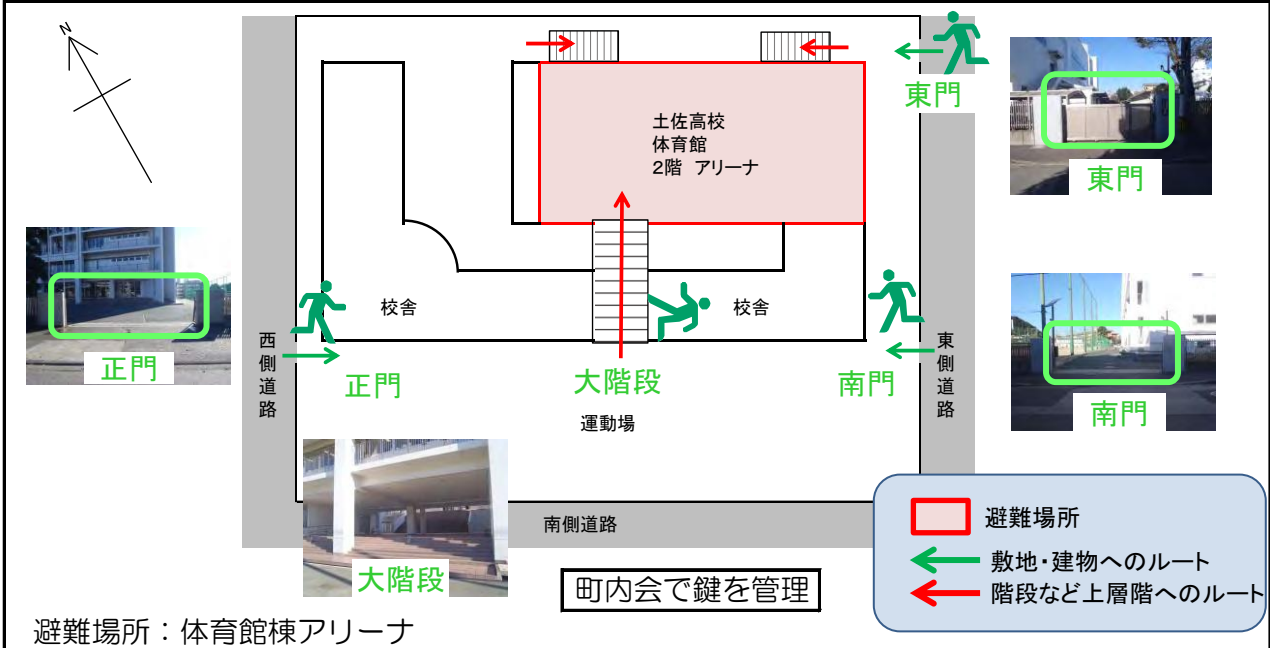 N
東門
土佐高校
体育館
2階 アリーナ
東門
正門
校舎
校舎
西側道路
東側道路
正門
大階段
南門
南門
運動場
大階段
南側道路
町内会で鍵を管理
避難場所
敷地・建物へのルート
階段など上層階へのルート
避難場所：体育館棟アリーナ